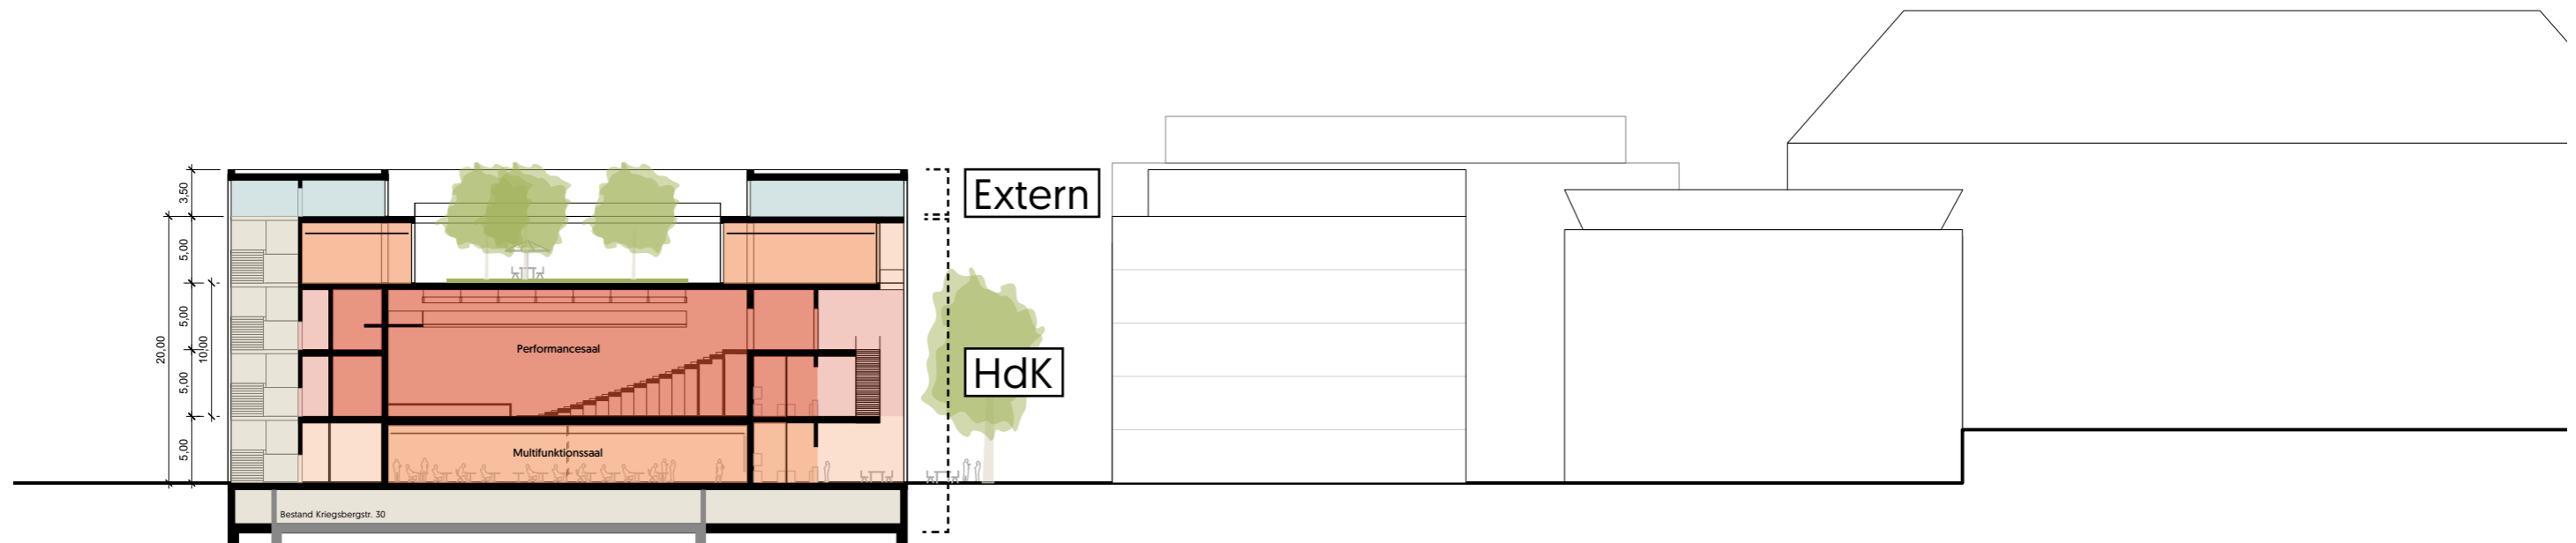 3,50
Extern
5,00
5,00
20,00
10,00
Performancesaal
HdK
5,00
5,00
Multifunktionssaal
Bestand Kriegsbergstr. 30